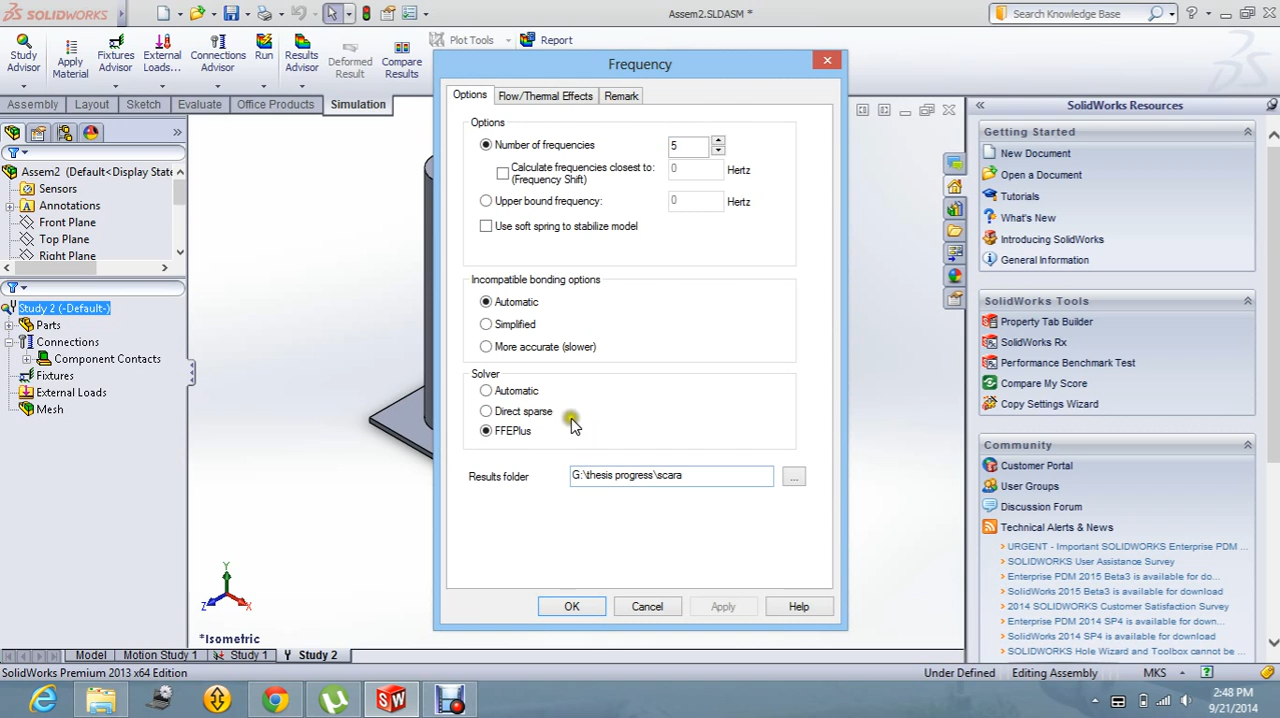 SOLIDWORKS
Assem2.SLDASM *
Search Knowledge Base
Study Advisor
Apply Material
Fixtures Advisor
External Loads...
Connections Advisor
Run
Results Advisor
Deformed Result
Compare Results
Plot Tools
Report
Assembly
Layout
Sketch
Evaluate
Office Products
Simulation
Assem2 (Default<Display State
Sensors
Annotations
Front Plane
Top Plane
Right Plane
Study 2 (-Default-)
Parts
Connections
Component Contacts
Fixtures
External Loads
Mesh
Frequency
Options
Flow/Thermal Effects
Remark
Options
Number of frequencies
5
Calculate frequencies closest to:
(Frequency Shift)
0
Hertz
Upper bound frequency:
0
Hertz
Use soft spring to stabilize model
Incompatible bonding options
Automatic
Simplified
More accurate (slower)
Solver
Automatic
Direct sparse
FFEPlus
Results folder
G:\thesis progress\scara
...
OK
Cancel
Apply
Help
SolidWorks Resources
Getting Started
New Document
Open a Document
Tutorials
What's New
Introducing SolidWorks
General Information
SolidWorks Tools
Property Tab Builder
SolidWorks Rx
Performance Benchmark Test
Compare My Score
Copy Settings Wizard
Community
Customer Portal
User Groups
Discussion Forum
Technical Alerts & News
URGENT - Important SOLIDWORKS Enterprise PDM ...
SOLIDWORKS User Assistance Survey
Enterprise PDM 2015 Beta3 is available for do...
SolidWorks 2015 Beta3 is available for download
2014 SOLIDWORKS Customer Satisfaction Survey
Enterprise PDM 2014 SP4 is available for down...
SolidWorks 2014 SP4 is available for download
SOLIDWORKS Hole Wizard and Toolbox cannot be ...
Y
Z
X
*Isometric
Model
Motion Study 1
Study 1
Study 2
SolidWorks Premium 2013 x64 Edition
Under Defined
Editing Assembly
MKS
2:48 PM
9/21/2014